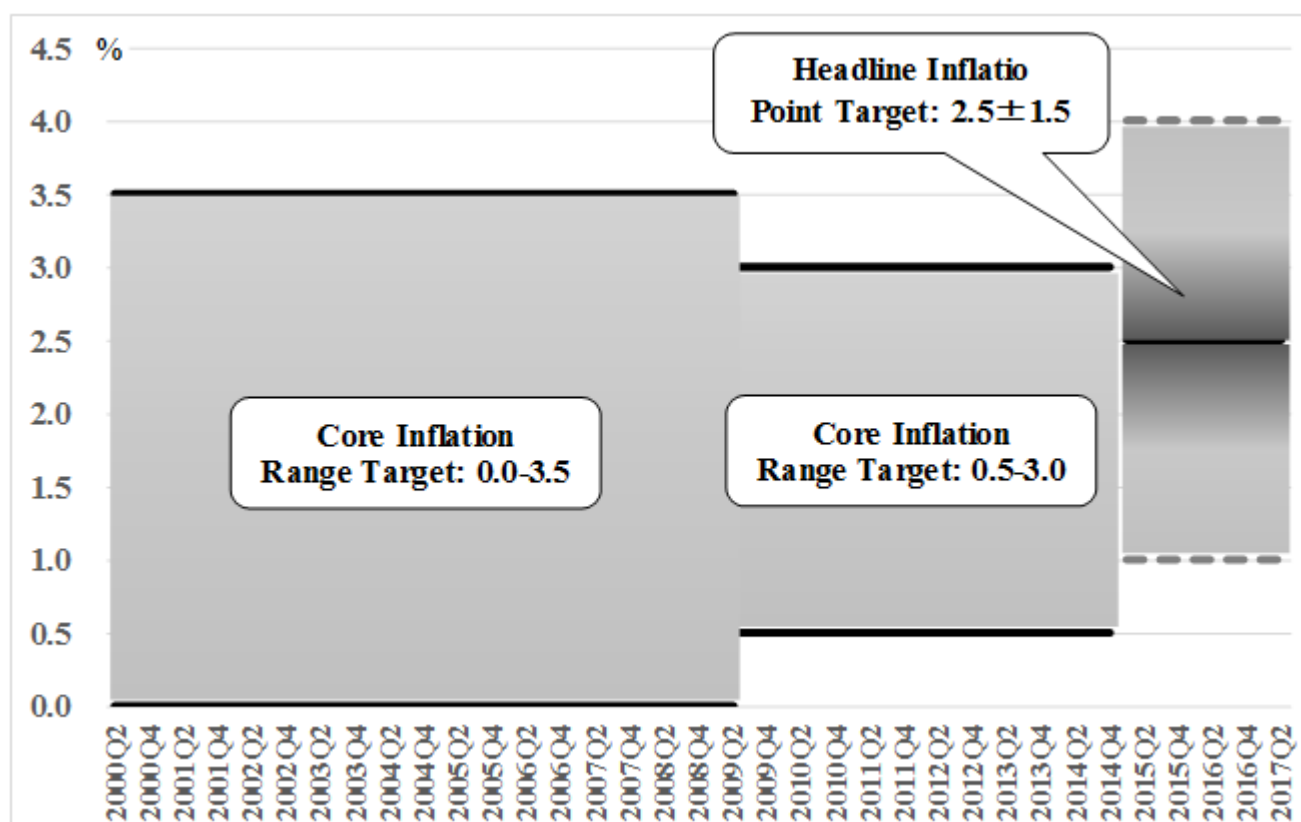 4.5 %
Headline Inflatio
Point Target: 2.5±1.5
4.0
3.5
3.0
2.5
2.0
Core Inflation
Range Target: 0.0-3.5
Core Inflation
Range Target: 0.5-3.0
1.5
1.0
0.5
0.0
2000Q2
2000Q4
2001Q2
2001Q4
2002Q2
2002Q4
2003Q2
2003Q4
2004Q2
2004Q4
2005Q2
2005Q4
2006Q2
2006Q4
2007Q2
2007Q4
2008Q2
2008Q4
2009Q2
2009Q4
2010Q2
2010Q4
2011Q2
2011Q4
2012Q2
2012Q4
2013Q2
2013Q4
2014Q2
2014Q4
2015Q2
2015Q4
2016Q2
2016Q4
2017Q2